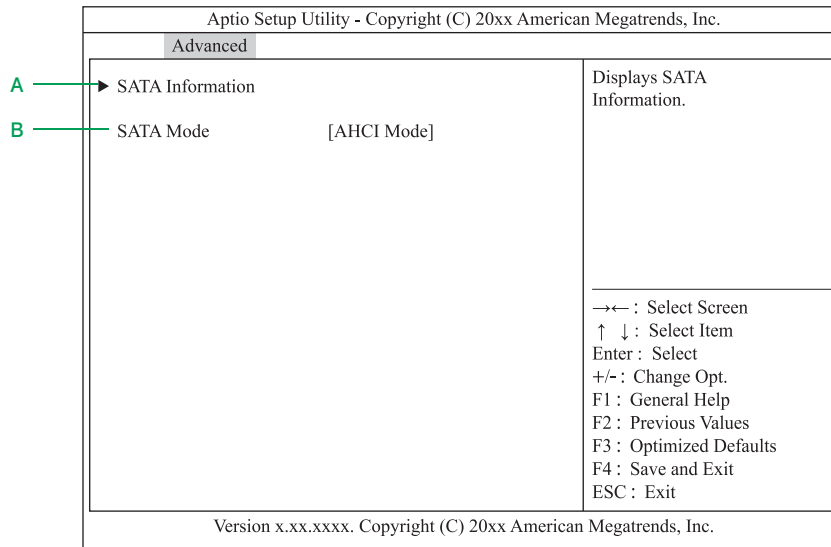 Aptio Setup Utility - Copyright (C) 20xx American Megatrends, Inc.
Advanced
A
▶ SATA Information
B
SATA Mode [AHCI Mode]
Displays SATA
Information.
→← : Select Screen
↑ ↓ : Select Item
Enter : Select
+/- : Change Opt.
F1 : General Help
F2 : Previous Values
F3 : Optimized Defaults
F4 : Save and Exit
ESC : Exit
Version x.xx.xxxx. Copyright (C) 20xx American Megatrends, Inc.